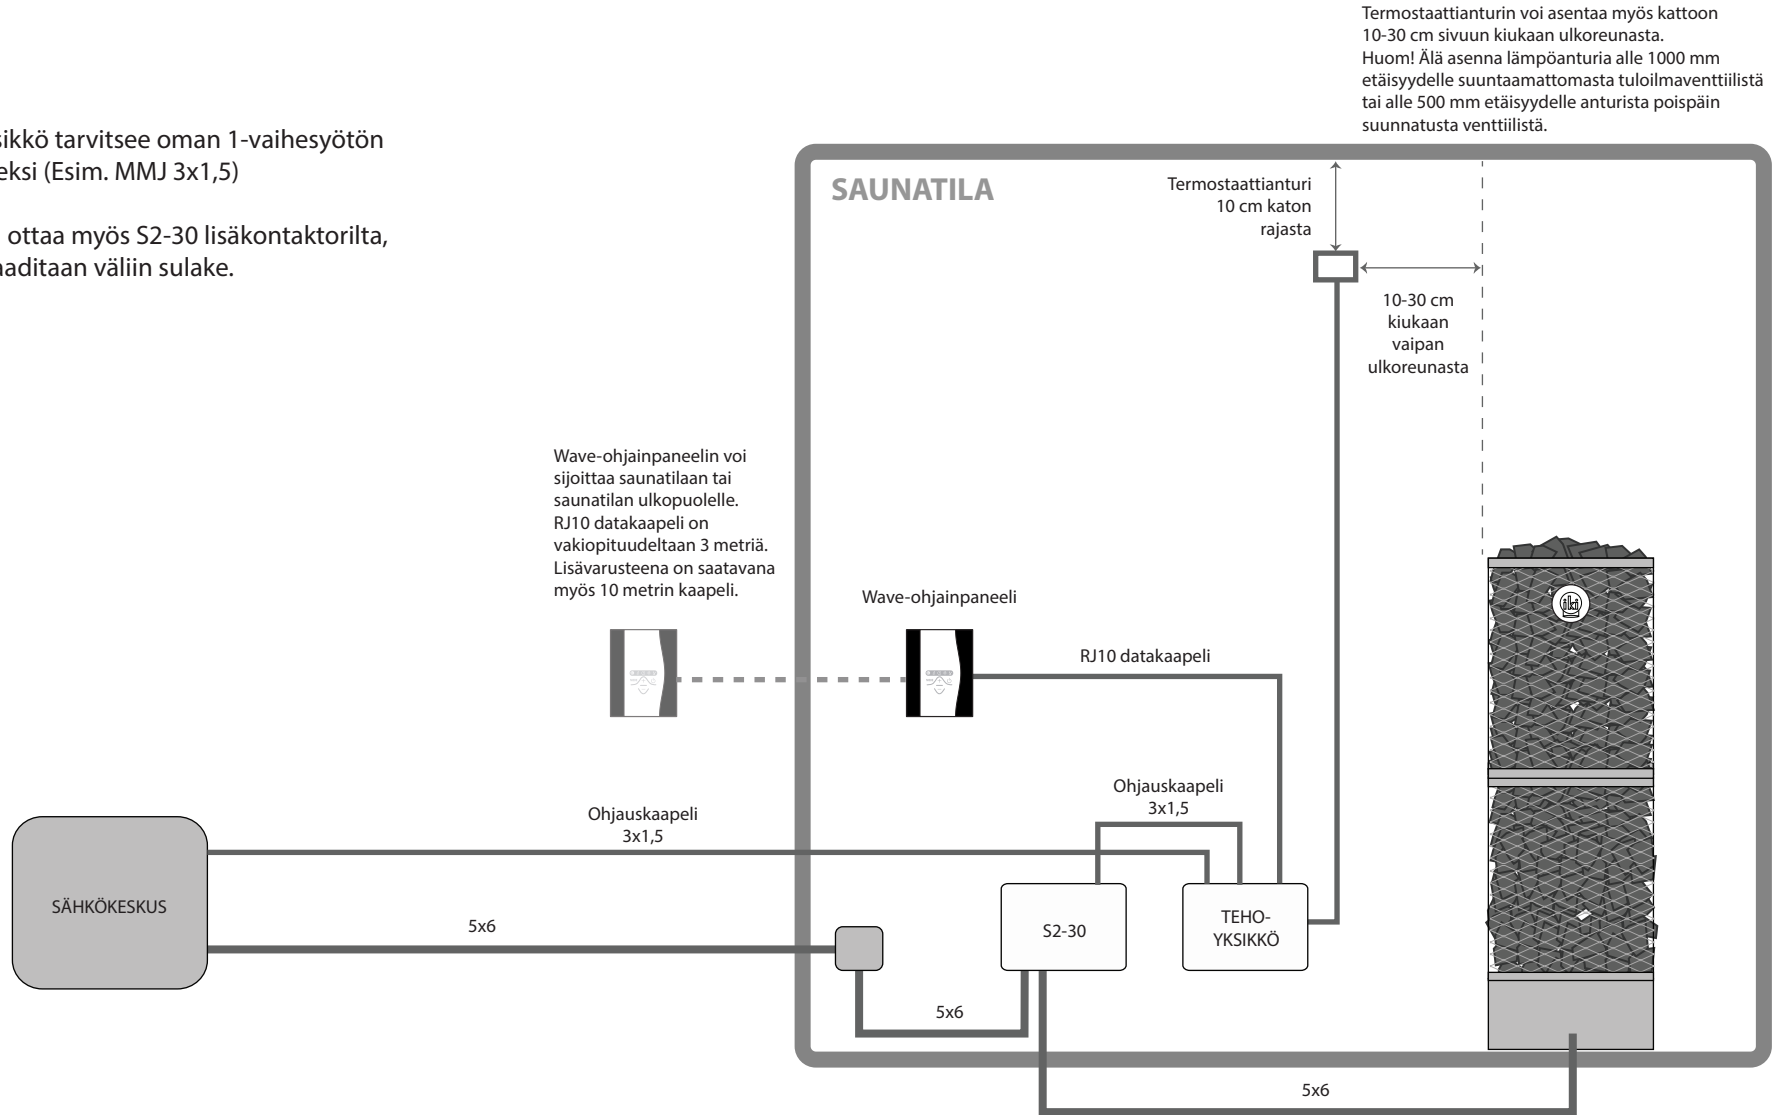 Termostaattianturin voi asentaa myös kattoon
10-30 cm sivuun kiukaan ulkoreunasta.
Huom! Älä asenna lämpöanturia alle 1000 mm
etäisyydelle suuntaamattomasta tuloilmaventtiilistä
tai alle 500 mm etäisyydelle anturista poispäin
suunnatusta venttiilistä.
sikkö tarvitsee oman 1-vaihesyötön
eksi (Esim. MMJ 3x1,5)
ottaa myös S2-30 lisäkontaktorilta,
aaditaan väliin sulake.
SAUNATILA
Termostaattianturi
10 cm katon
rajasta
10-30 cm
kiukaan
vaipan
ulkoreunasta
Wave-ohjainpaneelin voi
sijoittaa saunatilaan tai
saunatilan ulkopuolelle.
RJ10 datakaapeli on
vakiopituudeltaan 3 metriä.
Lisävarusteena on saatavana
myös 10 metrin kaapeli.
Wave-ohjainpaneeli
iki
RJ10 datakaapeli
Ohjauskaapeli
3x1,5
Ohjauskaapeli
3x1,5
SÄHKÖKESKUS
5x6
S2-30
TEHO-
YKSIKKÖ
5x6
5x6